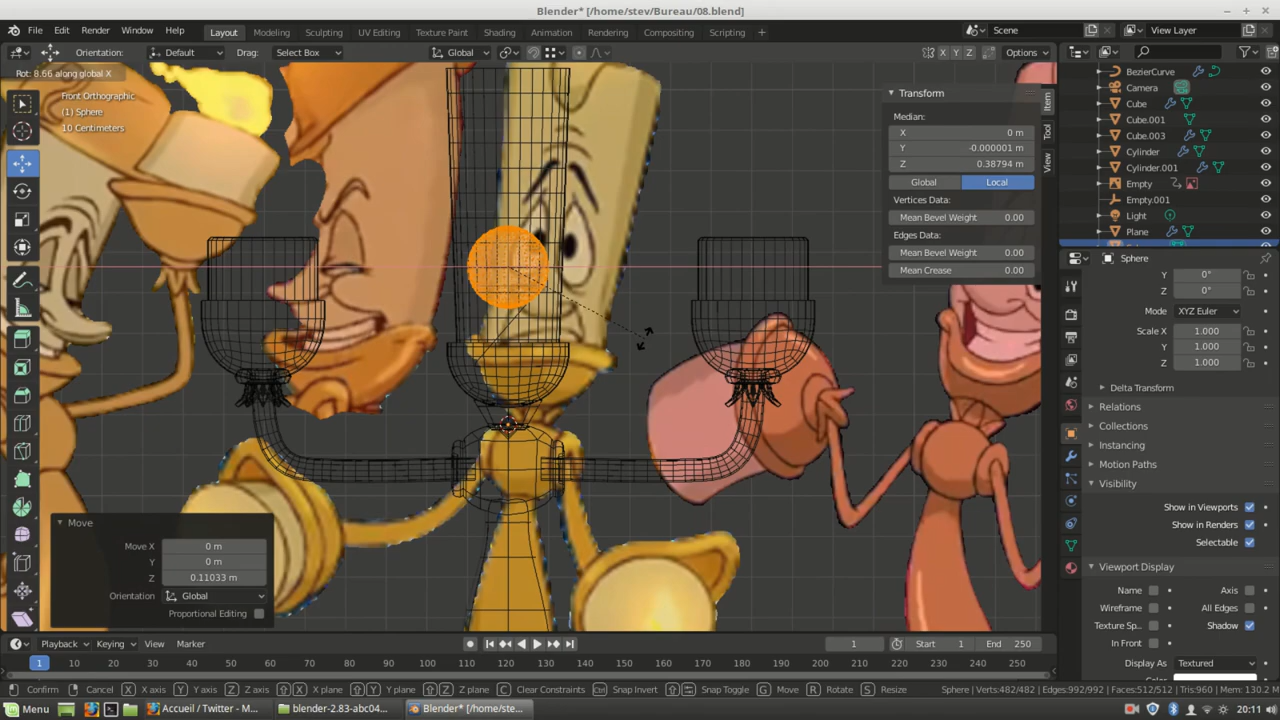 Blender* [/home/stev/Bureau/08.blend]
File Edit Render Window Help Layout Modeling Sculpting UV Editing Texture Paint Shading Animation Rendering Compositing Scripting + Scene View Layer
Orientation: Default Drag: Select Box Global X Y Z Options
Rot: 8.66 along global X
Front Orthographic
(1) Sphere
10 Centimeters
Transform
Median:
X 0 m
Y -0.000001 m
Z 0.38794 m
Global Local
Vertices Data:
Mean Bevel Weight 0.00
Edges Data:
Mean Bevel Weight 0.00
Mean Crease 0.00
Item
Tool
View
BezierCurve
Camera
Cube
Cube.001
Cube.003
Cylinder
Cylinder.001
Empty
Empty.001
Light
Plane
Sphere
Y 0°
Z 0°
Mode XYZ Euler
Scale X 1.000
Y 1.000
Z 1.000
Delta Transform
Relations
Collections
Instancing
Motion Paths
Visibility
Show in Viewports
Show in Renders
Selectable
Viewport Display
Name Axis
Wireframe All Edges
Texture Sp.. Shadow
In Front
Display As Textured
Move
Move X 0 m
Y 0 m
Z 0.11033 m
Orientation Global
Proportional Editing
Playback Keying View Marker 1 Start 1 End 250
1 10 20 30 40 50 60 70 80 90 100 110 120 130 140 150 160 170 180 190 200 210 220 230 240 250
Confirm Cancel X X axis Y Y axis Z Z axis X X plane Y Y plane Z Z plane C Clear Constraints Snap Invert Snap Toggle G Move R Rotate S Resize Sphere | Verts:482/482 | Edges:992/992 | Faces:512/512 | Tris:960 | Mem: 130.2 M
Menu Accueil / Twitter - M... blender-2.83-abc04... Blender* [/home/ste... 20:11